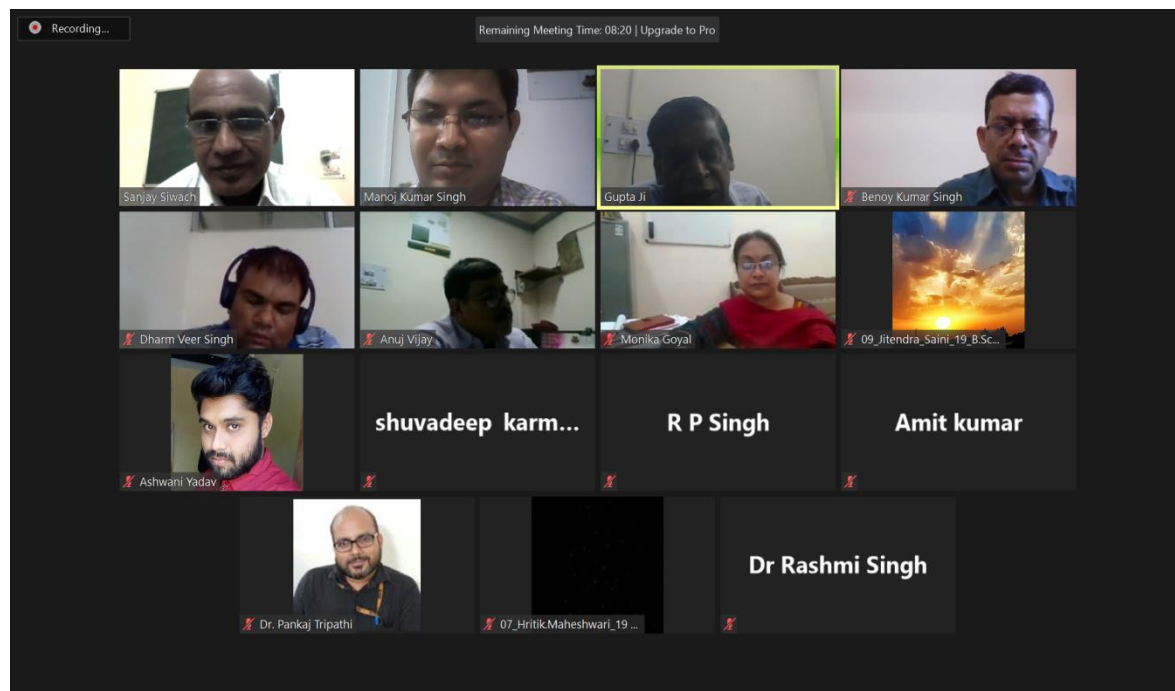 Recording...
Remaining Meeting Time: 08:20 | Upgrade to Pro
Sanjay Siwach
Manoj Kumar Singh
Gupta Ji
Benoy Kumar Singh
Dharm Veer Singh
Anuj Vijay
Monika Goyal
09_Jitendra_Saini_19_B.Sc...
Ashwani Yadav
shuvadeep karm...
R P Singh
Amit kumar
Dr. Pankaj Tripathi
07_Hritik.Maheshwari_19 ...
Dr Rashmi Singh